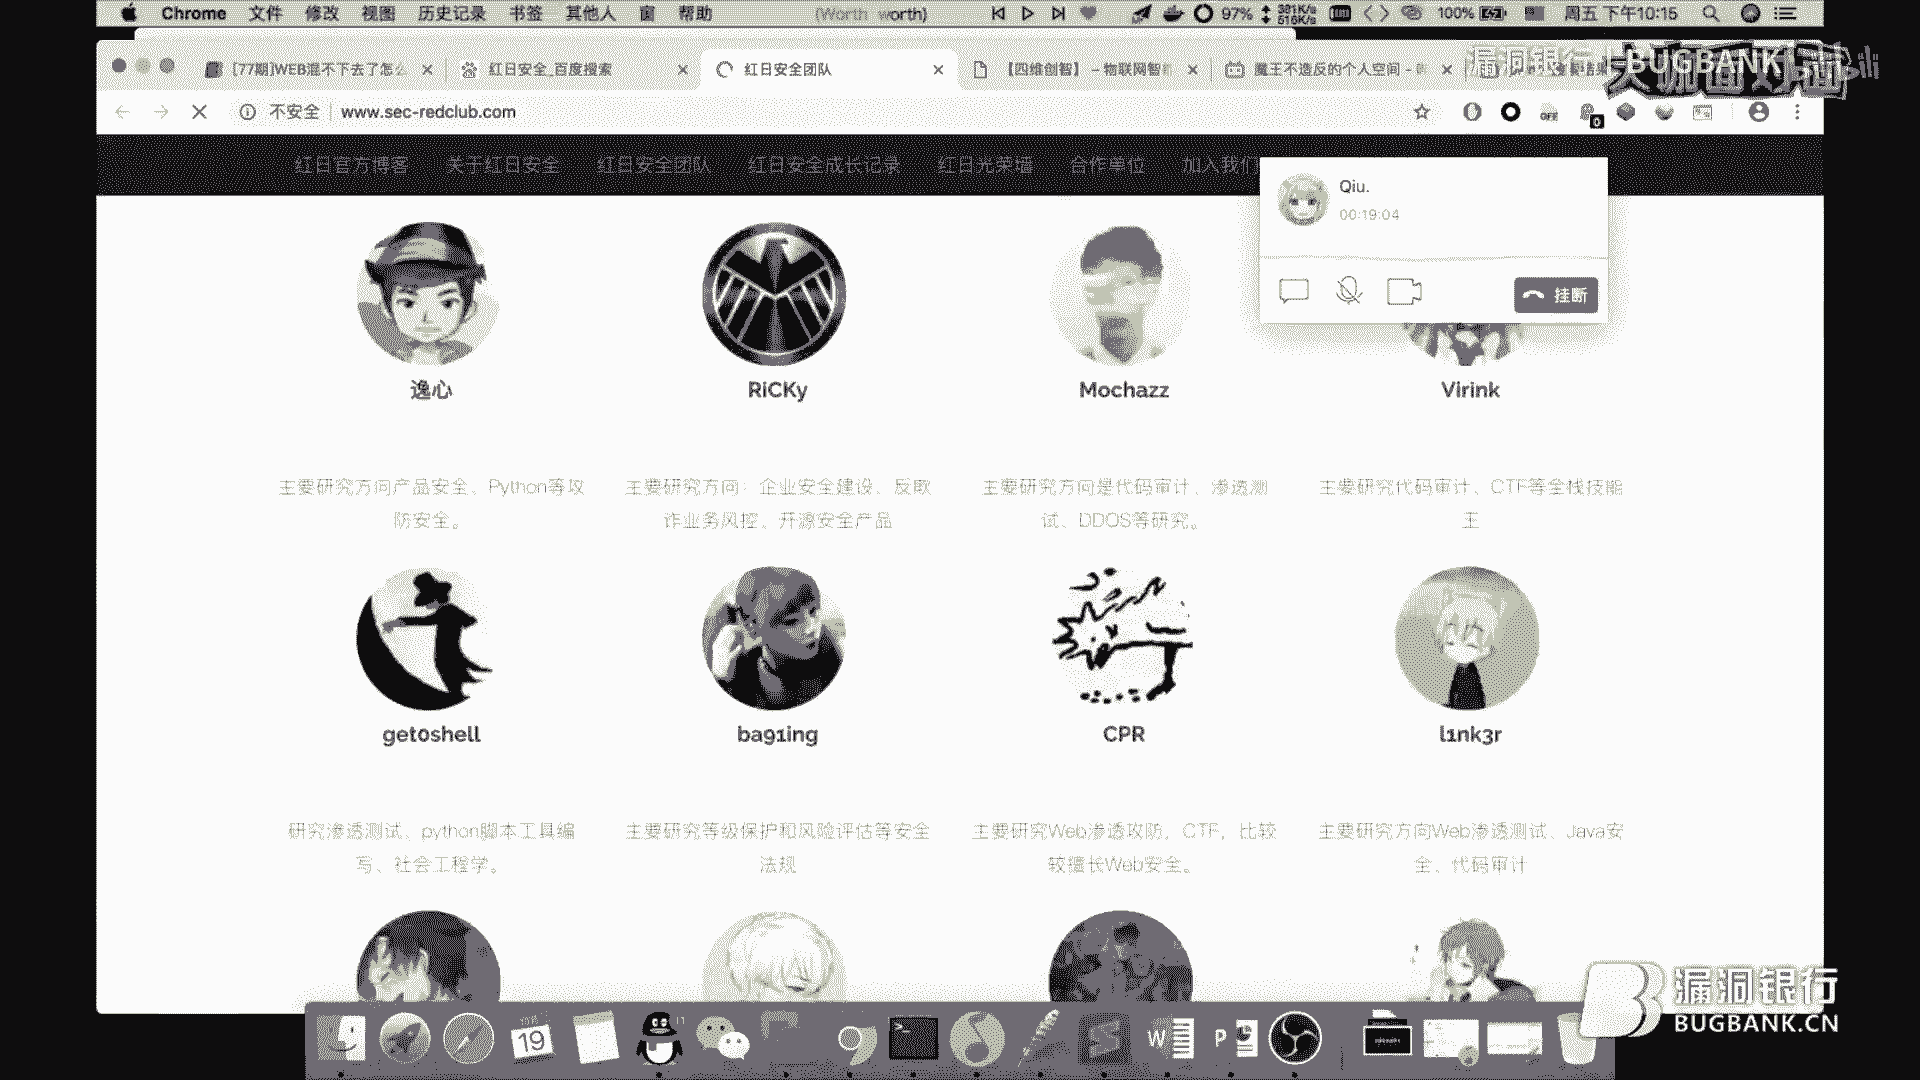 Chrome 文件 修改 视图 历史记录 书签 其他人 窗 帮助 (Worth worth) 97% 381K/s 516K/s 100% 周五 下午10:15
[77期]WEB混不下去了怎么 红日安全_百度搜索 红日安全团队 【四维创智】 – 物联网智 魔王不造反的个人空间 -
漏洞银行 BUGBANK
大咖面对面
不安全 www.sec-redclub.com OFF 0
红日官方博客 关于红日安全 红日安全团队 红日安全成长记录 红日光荣墙 合作单位 加入我们
Qiu.
00:19:04
挂断
逸心 RiCKy Mochazz Virink
主要研究方向产品安全、Python等攻
防安全。
主要研究方向：企业安全建设、反欺
诈业务风控、开源安全产品
主要研究方向是代码审计、渗透测
试、DDOS等研究。
主要研究代码审计、CTF等全栈技能
王
get0shell ba91ing CPR l1nk3r
研究渗透测试、python脚本工具编
写、社会工程学。
主要研究等级保护和风险评估等安全
法规
主要研究Web渗透攻防，CTF，比较
较擅长Web安全。
主要研究方向Web渗透测试、Java安
全、代码审计
19
漏洞银行
BUGBANK.CN